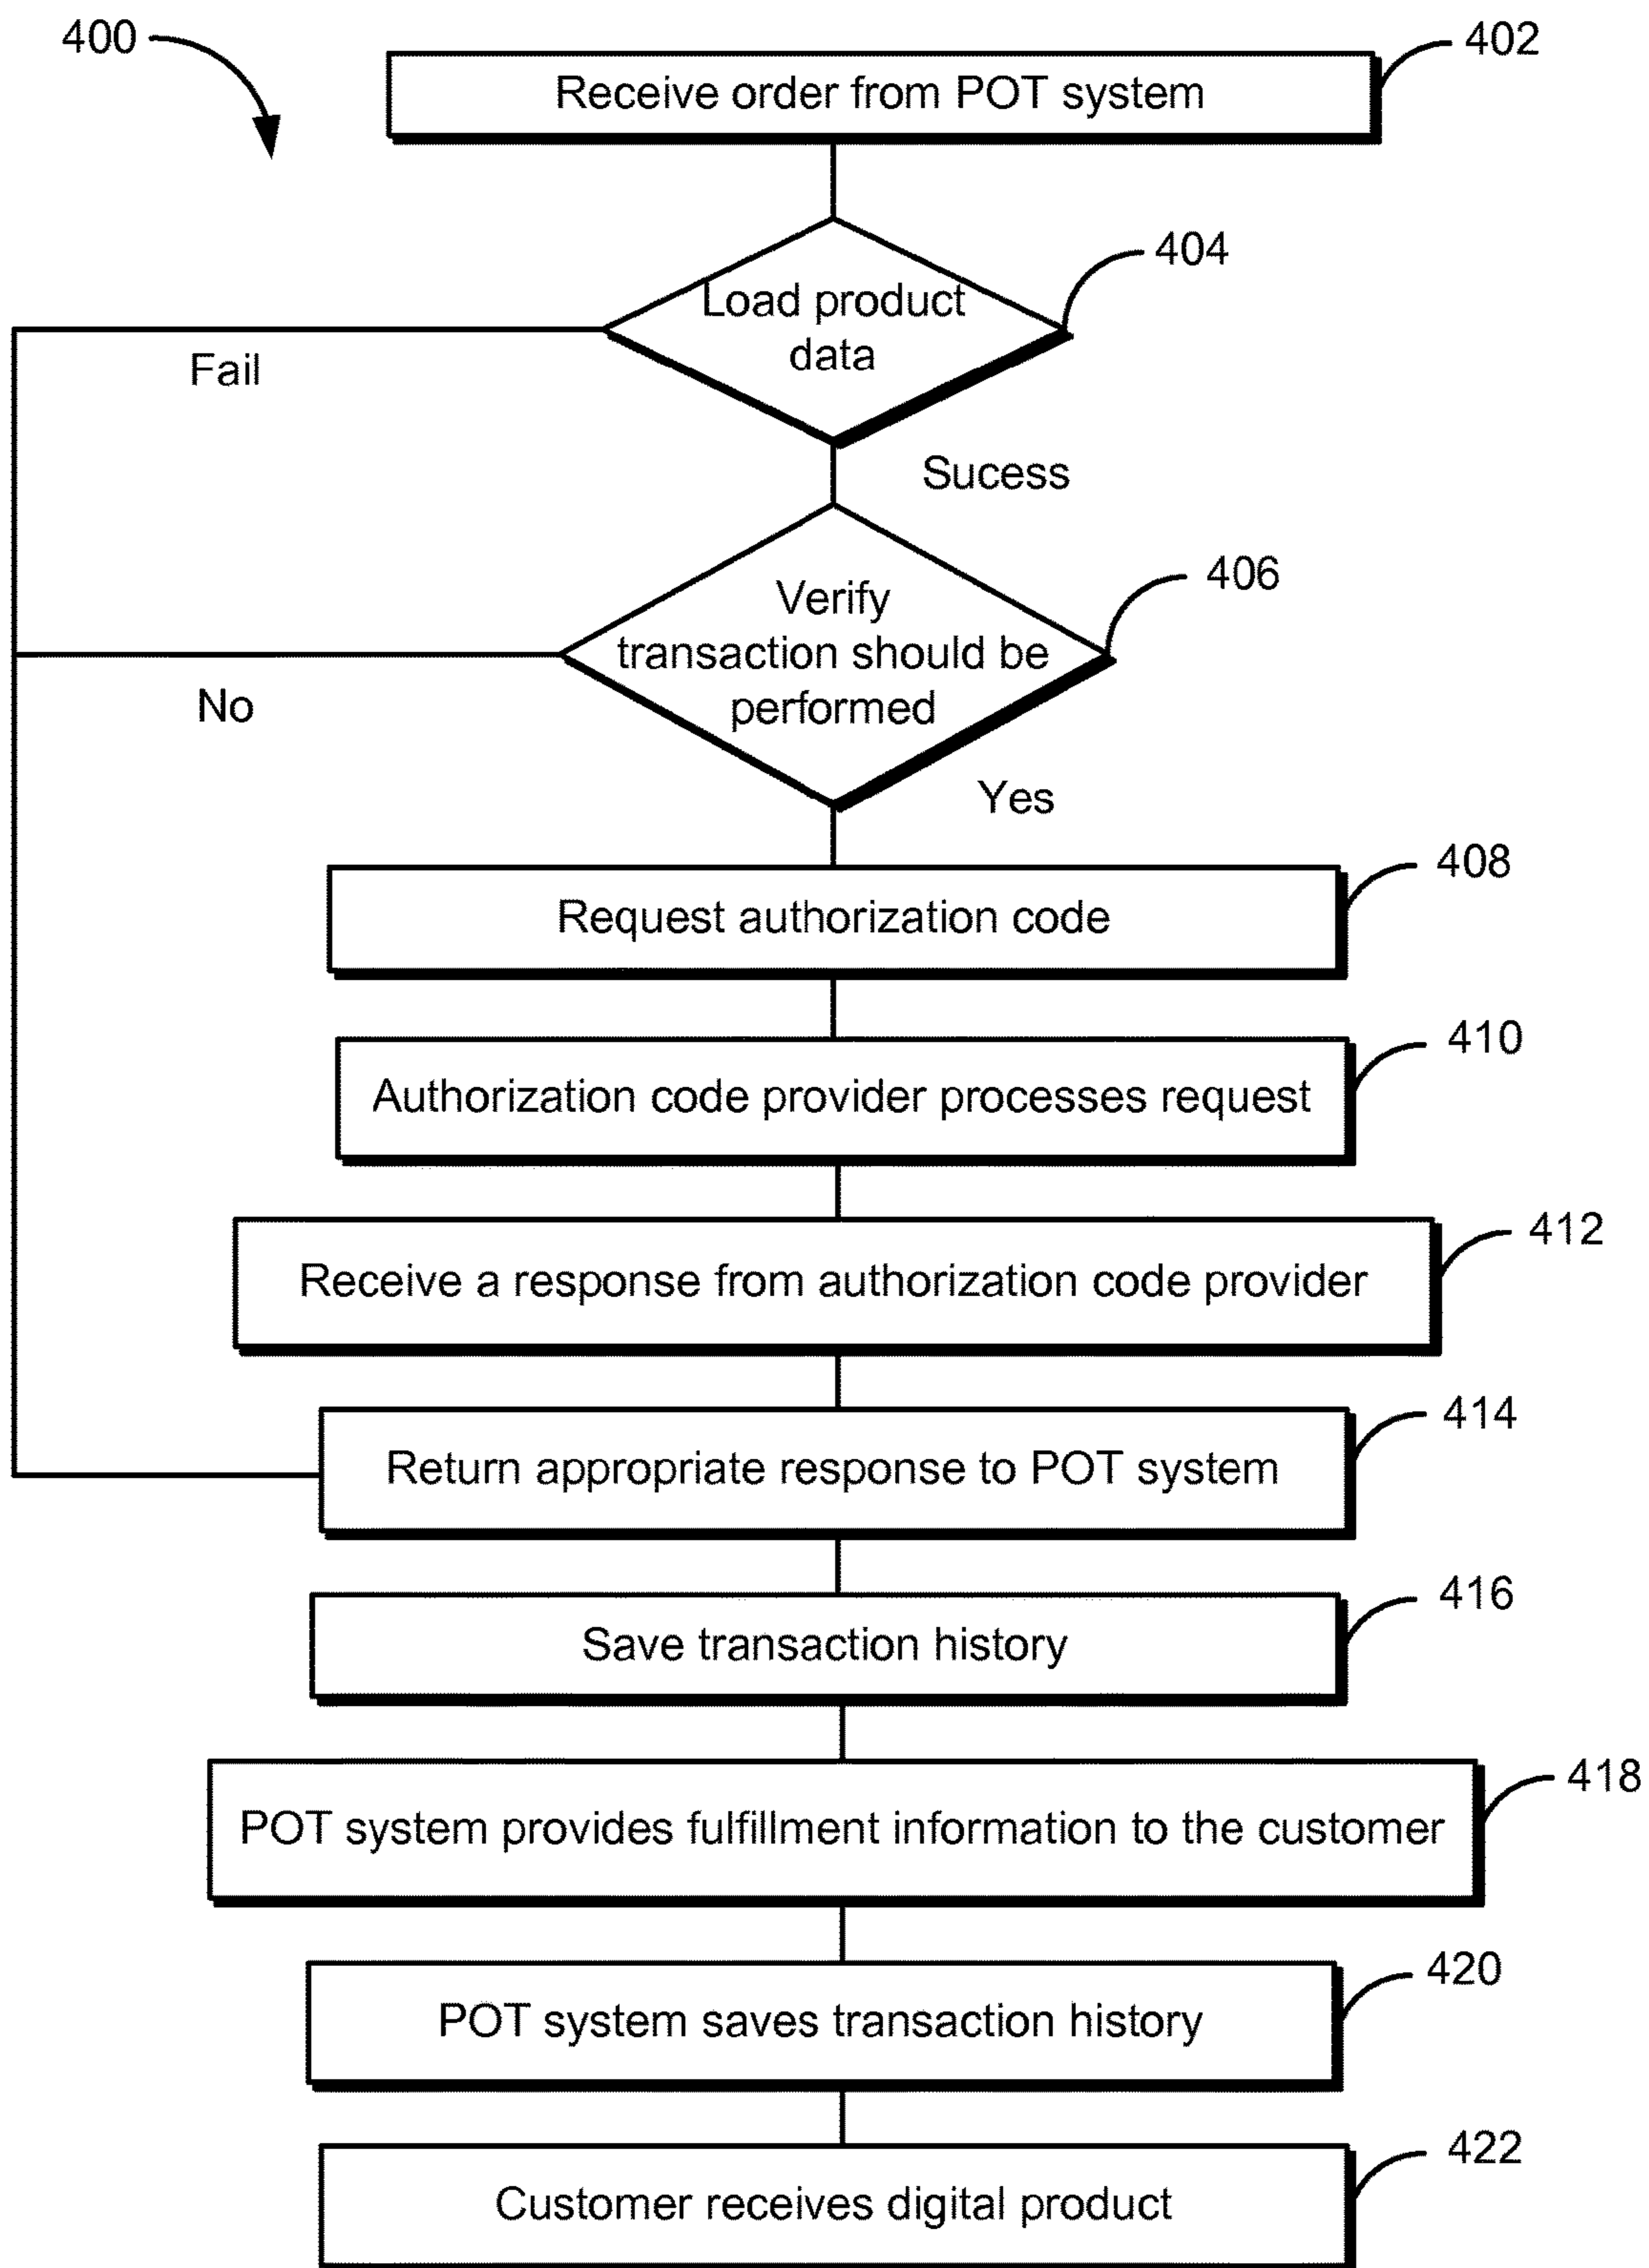 400
402
Receive order from POT system
404
Load product
data
Fail
Sucess
406
Verify
transaction should be
performed
No
Yes
408
Request authorization code
410
Authorization code provider processes request
412
Receive a response from authorization code provider
414
Return appropriate response to POT system
416
Save transaction history
418
POT system provides fulfillment information to the customer
420
POT system saves transaction history
422
Customer receives digital product